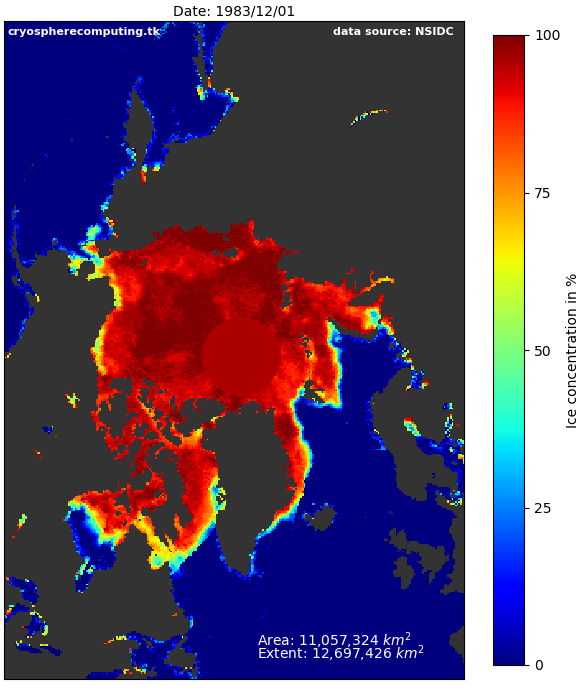 Date: 1983/12/01
cryospherecomputing.tk
data source: NSIDC
100
75
50
25
0
Ice concentration in %
Area: 11,057,324 km²
Extent: 12,697,426 km²